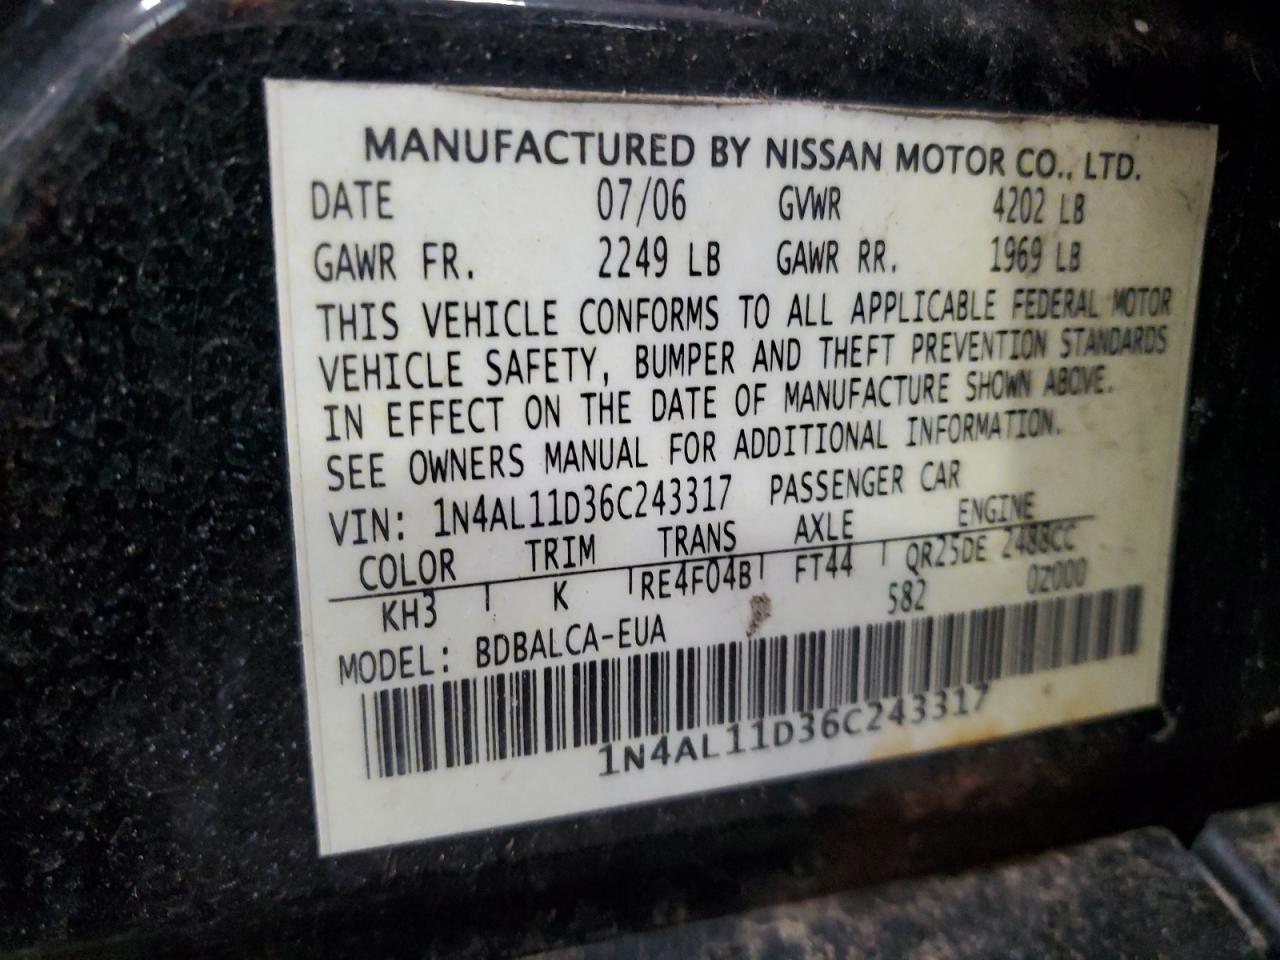 MANUFACTURED BY NISSAN MOTOR CO., LTD.
DATE 07/06 GVWR 4202 LB
GAWR FR. 2249 LB GAWR RR. 1969 LB
THIS VEHICLE CONFORMS TO ALL APPLICABLE FEDERAL MOTOR
VEHICLE SAFETY, BUMPER AND THEFT PREVENTION STANDARDS
IN EFFECT ON THE DATE OF MANUFACTURE SHOWN ABOVE.
SEE OWNERS MANUAL FOR ADDITIONAL INFORMATION.
VIN: 1N4AL11D36C243317 PASSENGER CAR
COLOR TRIM TRANS AXLE ENGINE
KH3 K RE4F04B FT44 QR25DE 2488CC
MODEL: BDBALCA-EUA 582 0Z000
1N4AL11D36C243317